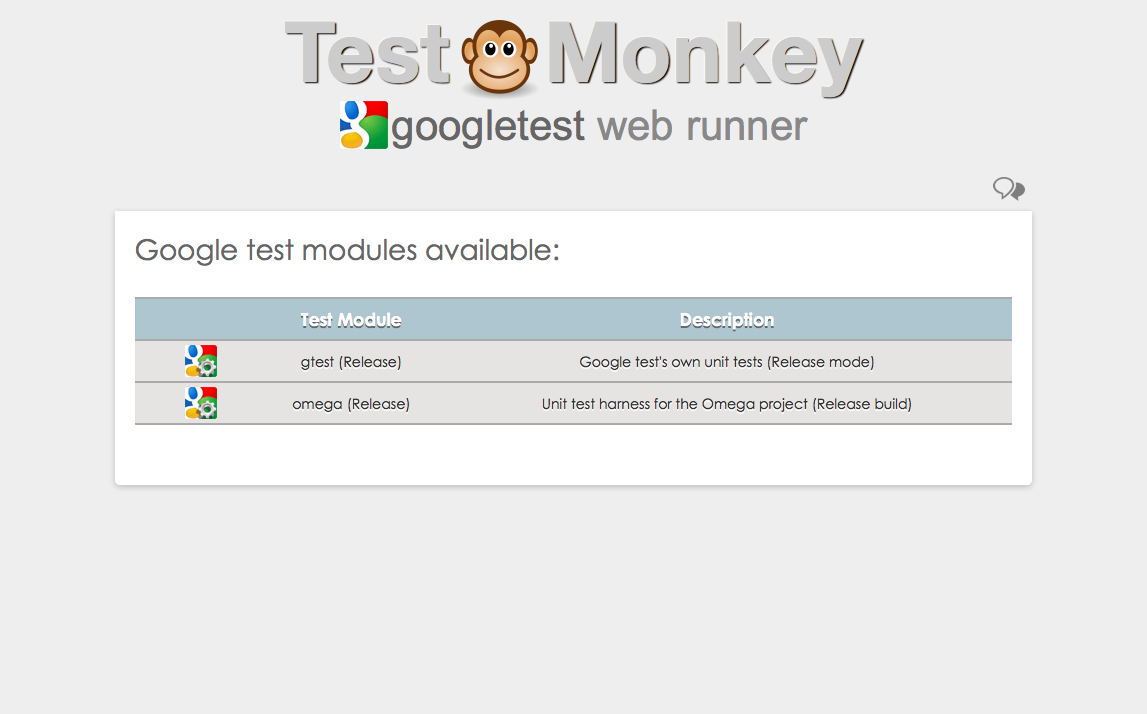 Test Monkey
googletest web runner
Google test modules available:
Test Module Description
gtest (Release) Google test's own unit tests (Release mode)
omega (Release) Unit test harness for the Omega project (Release build)